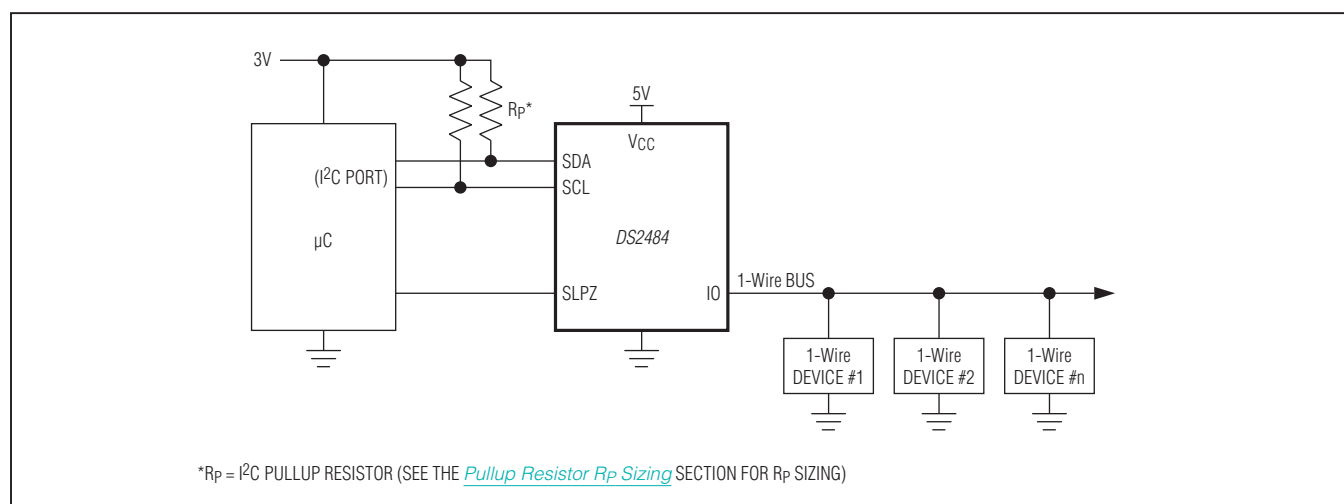 3V
RP*
5V
VCC
(I²C PORT)
SDA
SCL
µC
DS2484
SLPZ
IO
1-Wire BUS
1-Wire
DEVICE #1
1-Wire
DEVICE #2
1-Wire
DEVICE #n
*RP = I²C PULLUP RESISTOR (SEE THE Pullup Resistor RP Sizing SECTION FOR RP SIZING)